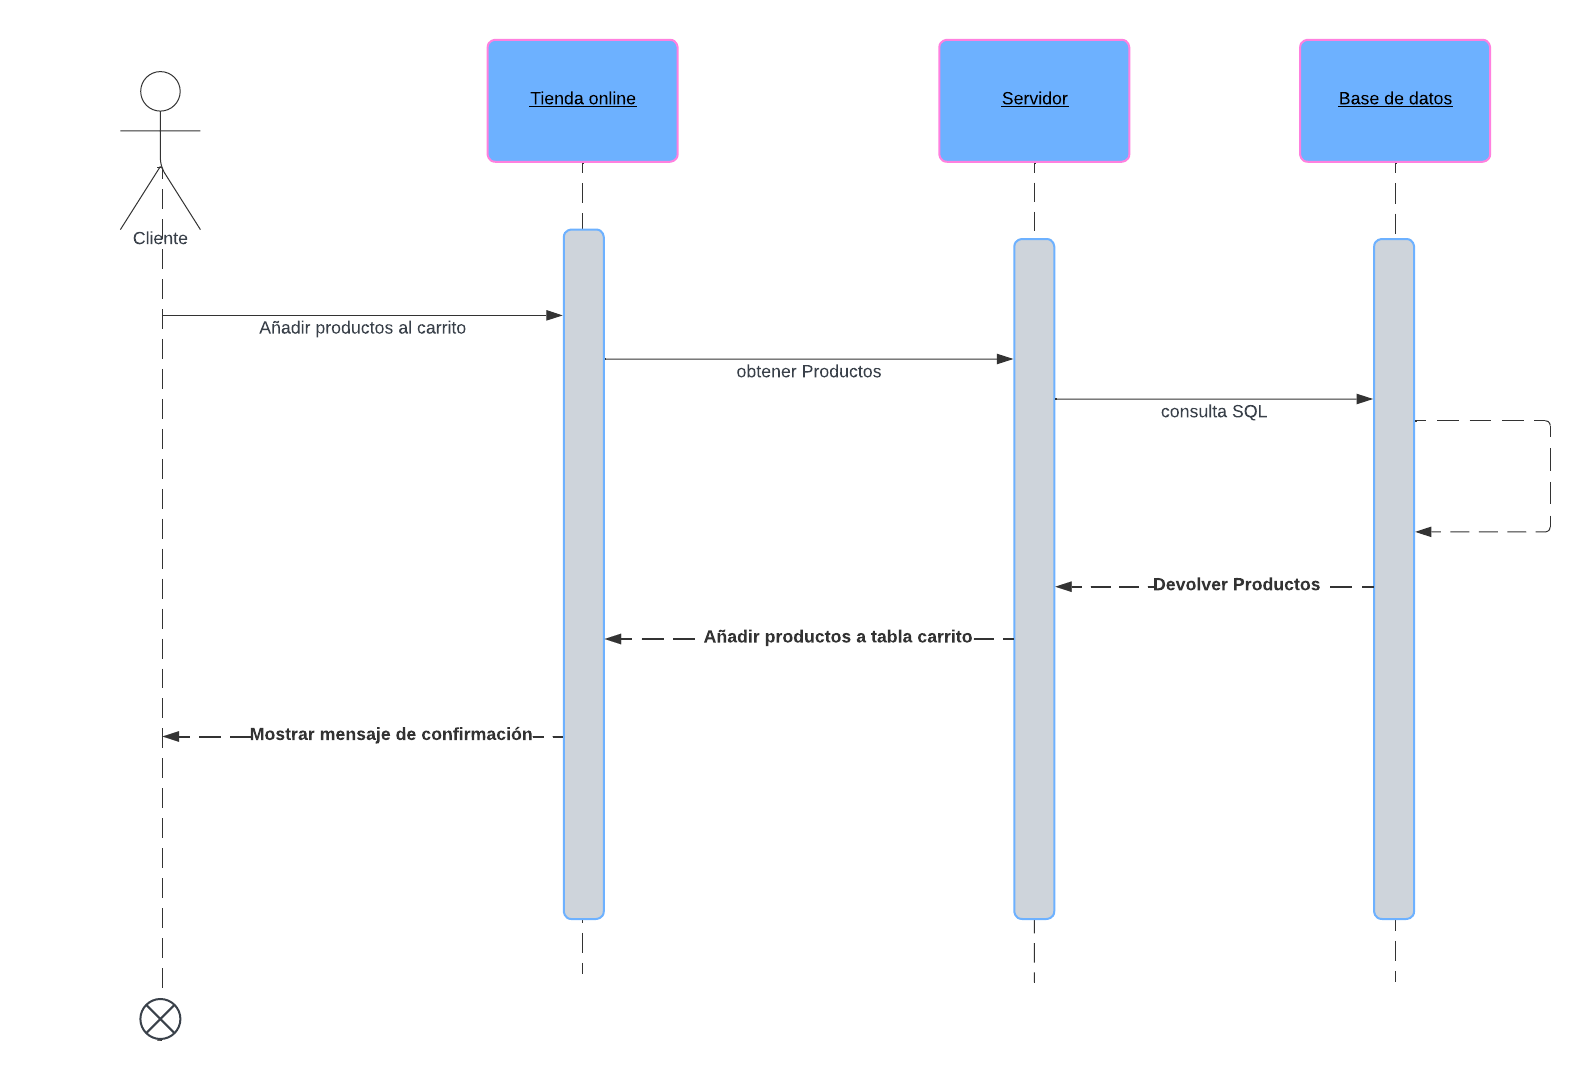 Tienda online
Servidor
Base de datos
Cliente
Añadir productos al carrito
obtener Productos
consulta SQL
Devolver Productos
Añadir productos a tabla carrito
Mostrar mensaje de confirmación